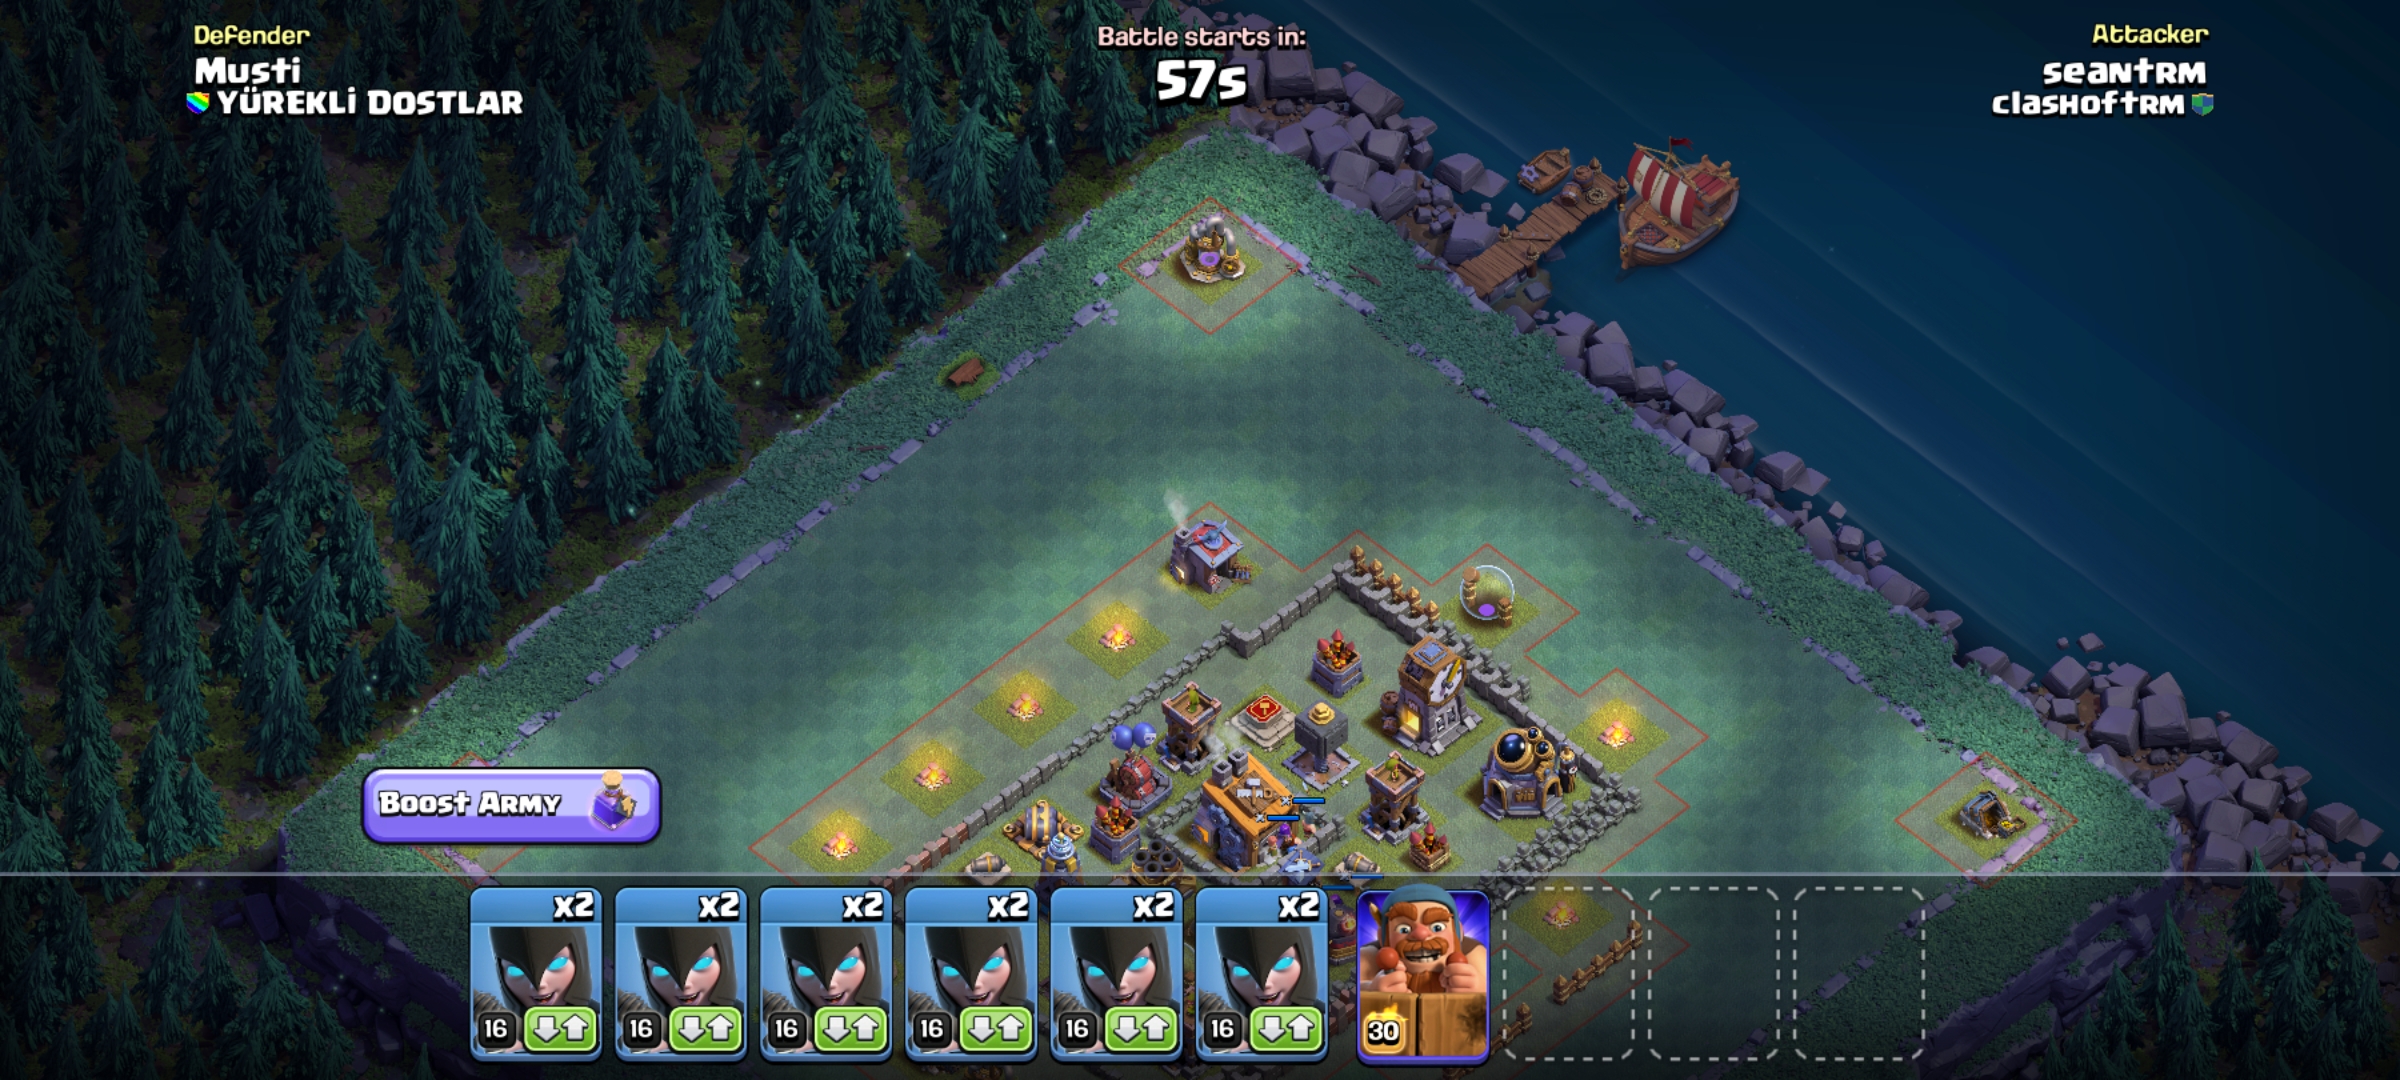 Defender
Musti
YÜREKLİ DOSTLAR
Battle starts in:
57s
Attacker
seantRM
clashoftRM
Boost Army
x2
x2
x2
x2
x2
x2
16
16
16
16
16
16
30